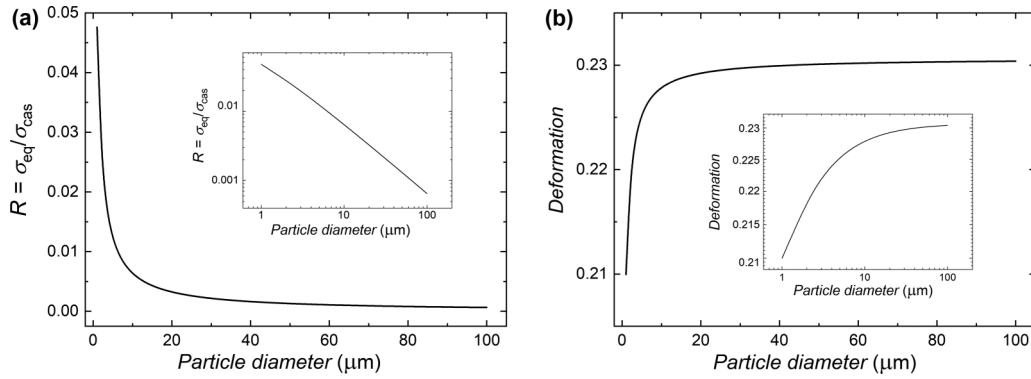 (a)
0.05
0.04
0.03
0.02
0.01
0.00
R = σeq/σcas
0 20 40 60 80 100
Particle diameter (μm)
0.01
0.001
R = σeq/σcas
1 10 100
Particle diameter (μm)
(b)
0.23
0.22
0.21
Deformation
0 20 40 60 80 100
Particle diameter (μm)
0.23
0.225
0.22
0.215
0.21
Deformation
1 10 100
Particle diameter (μm)